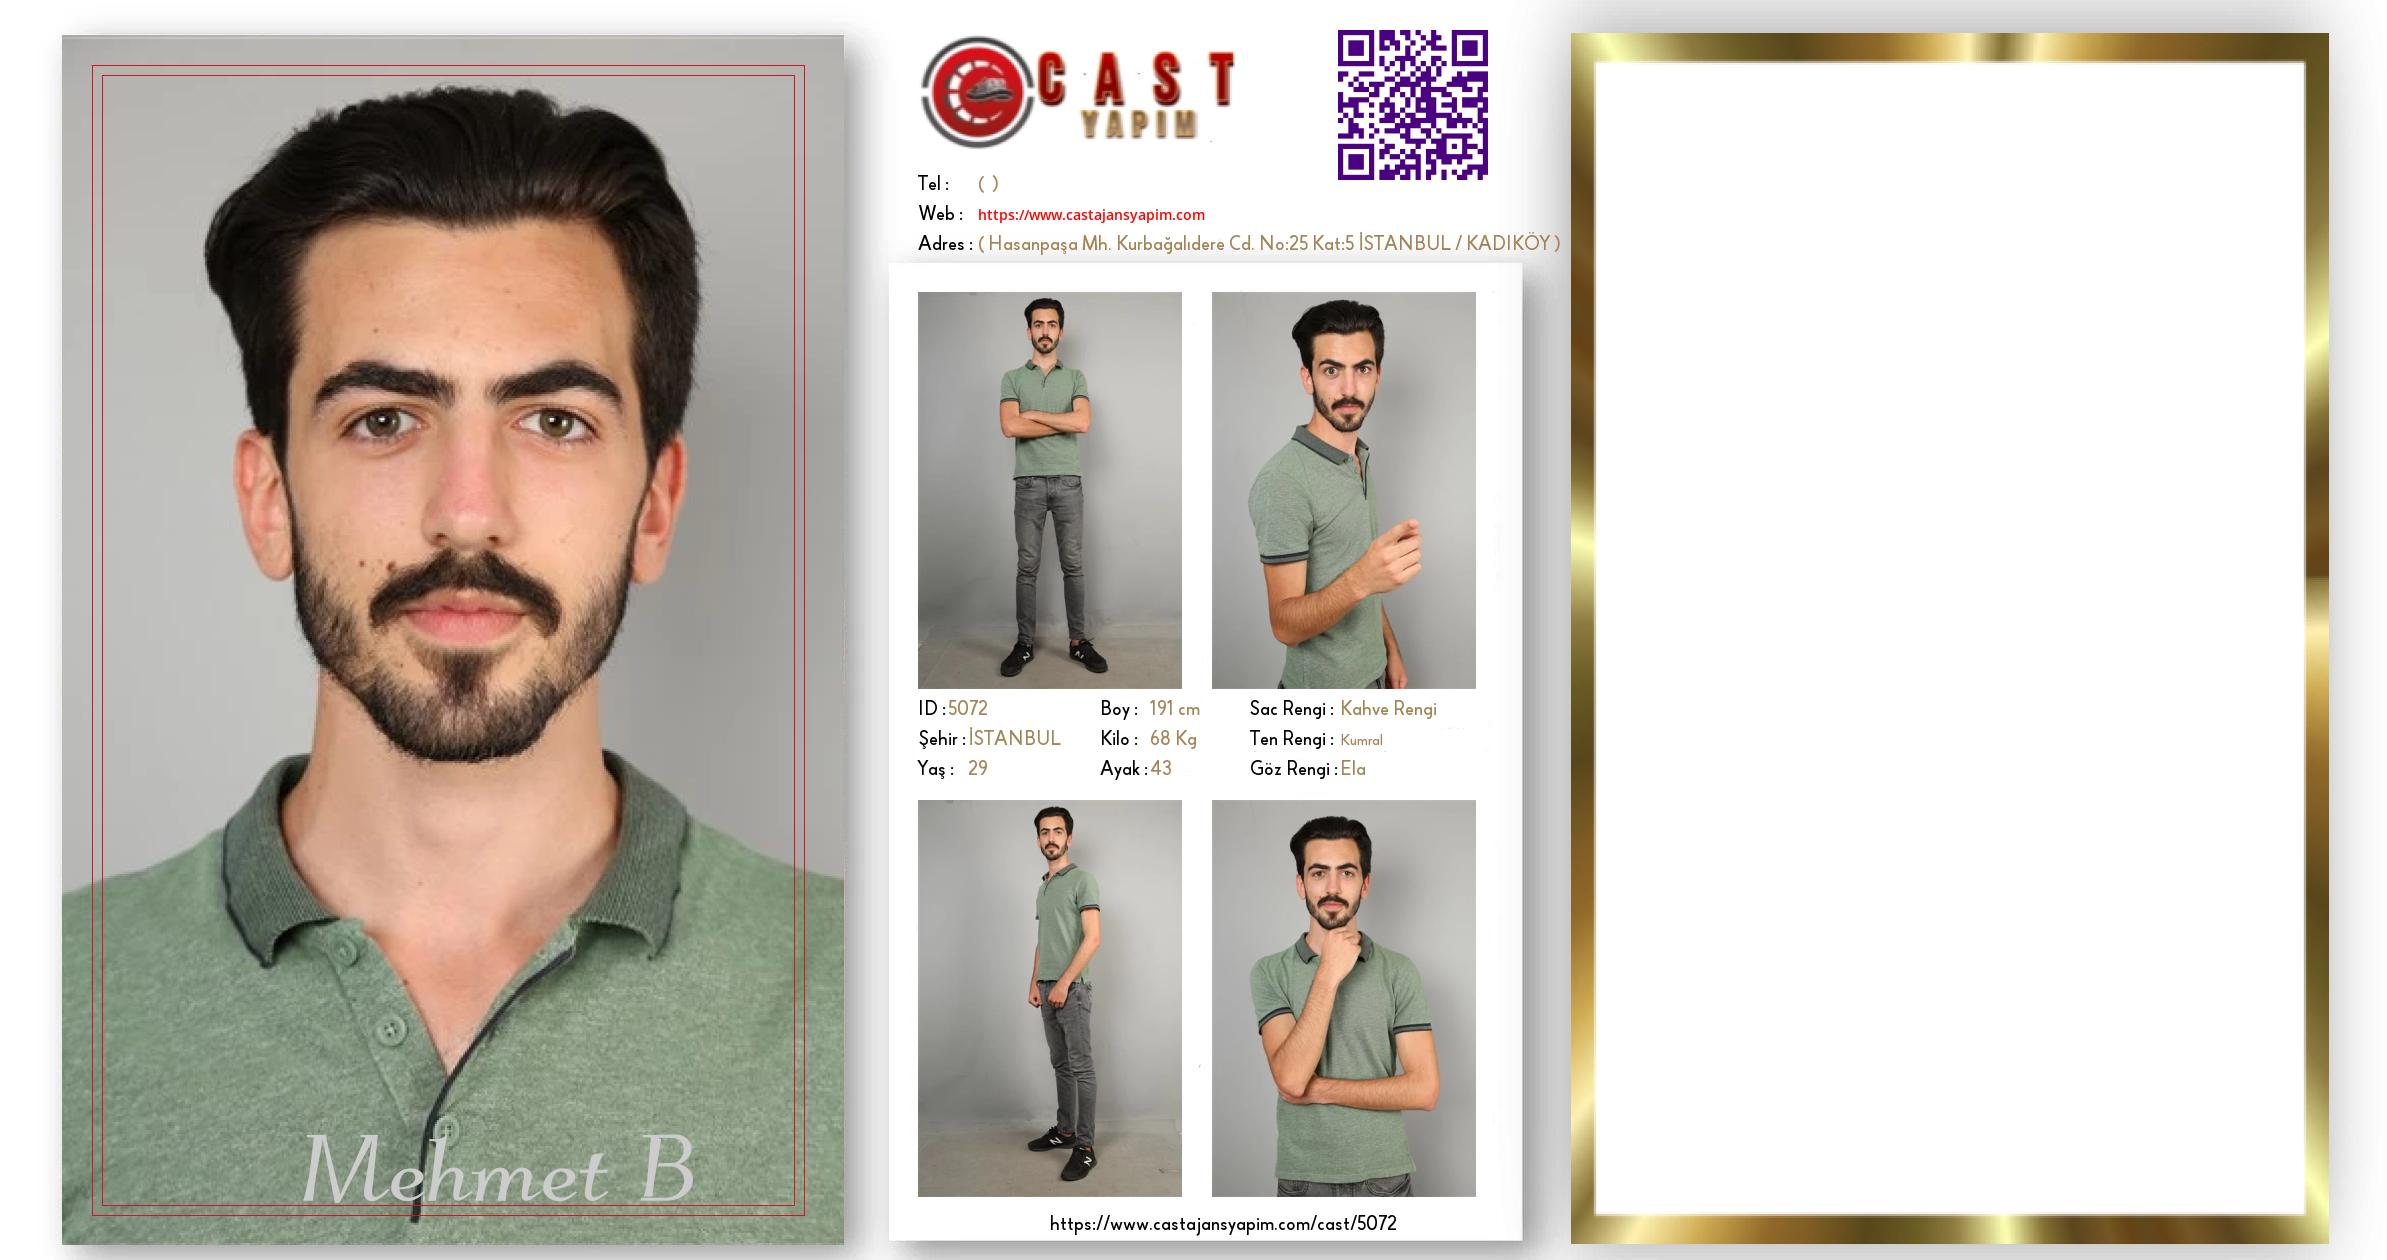 Mehmet B
CAST
YAPIM
Tel : ( )
Web : https://www.castajansyapim.com
Adres : ( Hasanpaşa Mh. Kurbağalıdere Cd. No:25 Kat:5 İSTANBUL / KADIKÖY )
ID : 5072 Boy : 191 cm Sac Rengi : Kahve Rengi
Şehir : İSTANBUL Kilo : 68 Kg Ten Rengi : Kumral
Yaş : 29 Ayak : 43 Göz Rengi : Ela
https://www.castajansyapim.com/cast/5072